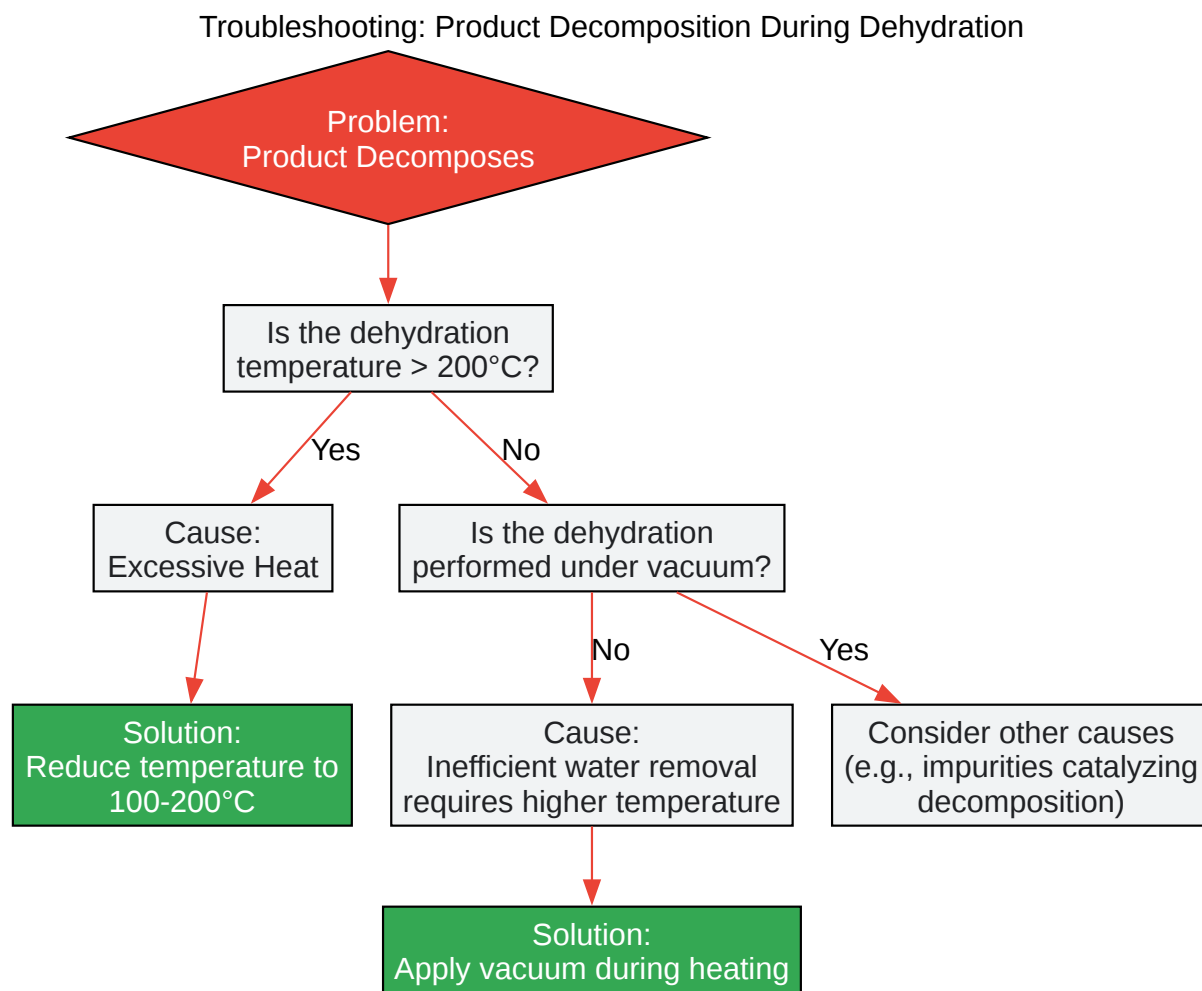 Troubleshooting: Product Decomposition During Dehydration
Problem:
Product Decomposes
Is the dehydration
temperature > 200°C?
Yes
No
Cause:
Excessive Heat
Is the dehydration
performed under vacuum?
No
Yes
Solution:
Reduce temperature to
100-200°C
Cause:
Inefficient water removal
requires higher temperature
Consider other causes
(e.g., impurities catalyzing
decomposition)
Solution:
Apply vacuum during heating